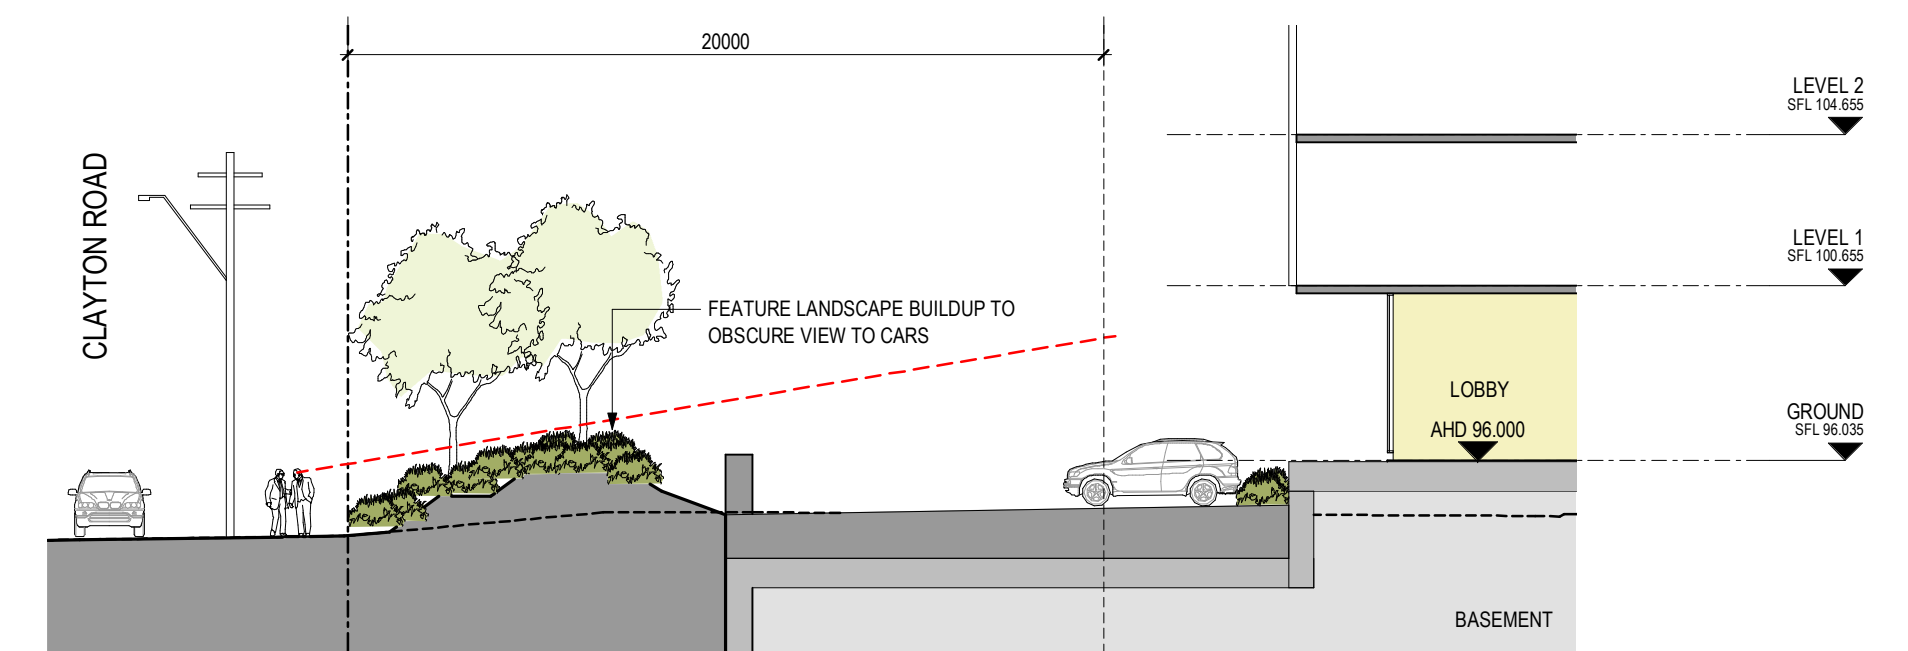 20000
LEVEL 2
SFL 104.655
CLAYTON ROAD
LEVEL 1
SFL 100.655
FEATURE LANDSCAPE BUILDUP TO
OBSCURE VIEW TO CARS
LOBBY
AHD 96.000
GROUND
SFL 96.035
BASEMENT